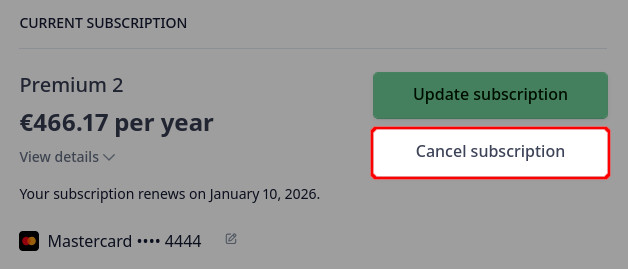 CURRENT SUBSCRIPTION
Premium 2
Update subscription
€466.17 per year
Cancel subscription
View details
Your subscription renews on January 10, 2026.
Mastercard •••• 4444